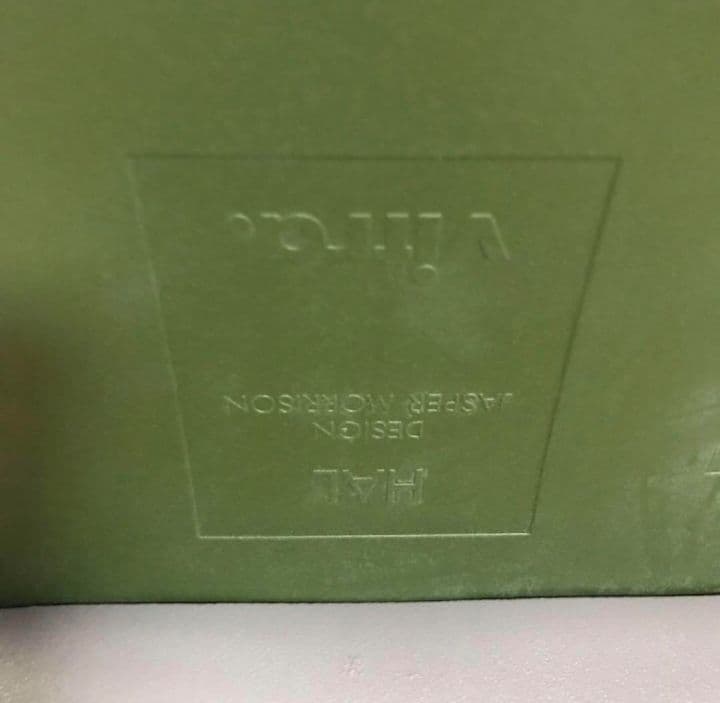 HAL
DESIGN
JASPER MORRISON
vitra.